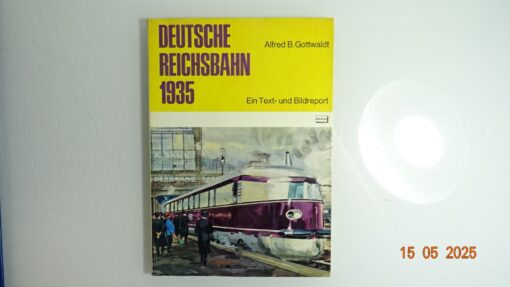 DEUTSCHE
REICHSBAHN
1935
Alfred B. Gottwaldt
Ein Text- und Bildreport
15 05 2025